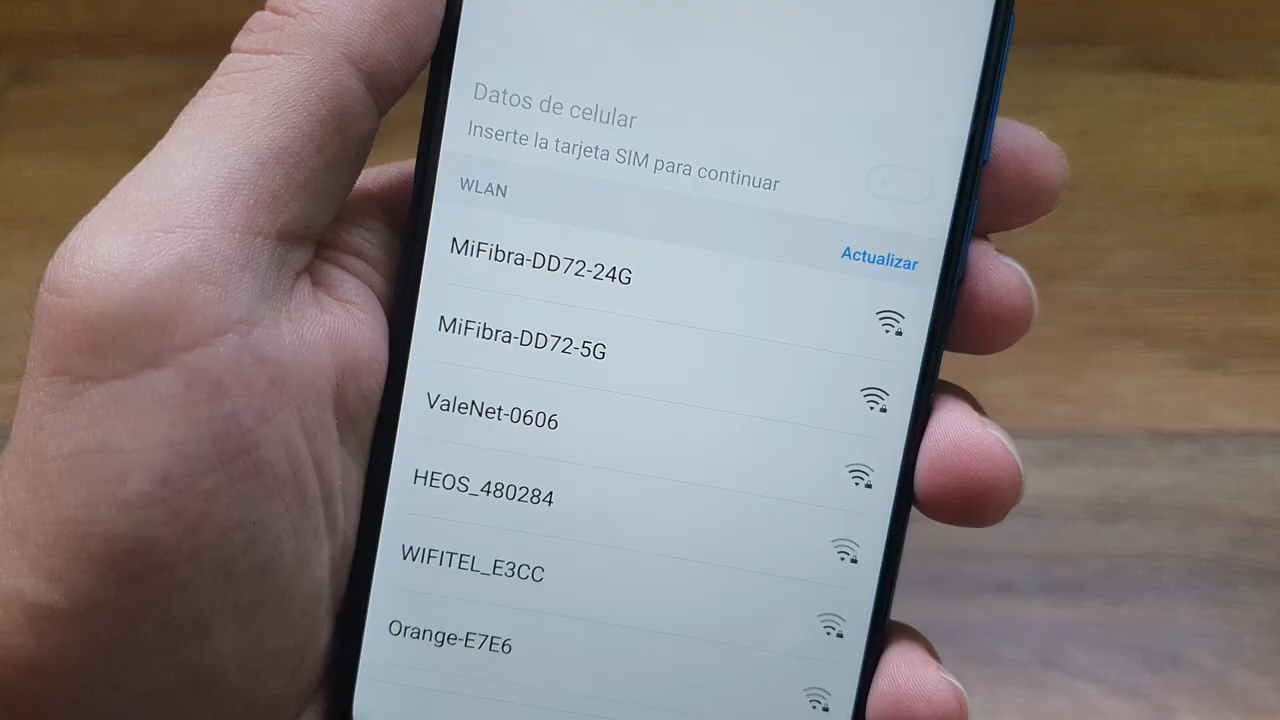 Datos de celular
Inserte la tarjeta SIM para continuar
WLAN
Actualizar
MiFibra-DD72-24G
MiFibra-DD72-5G
ValeNet-0606
HEOS_480284
WIFITEL_E3CC
Orange-E7E6